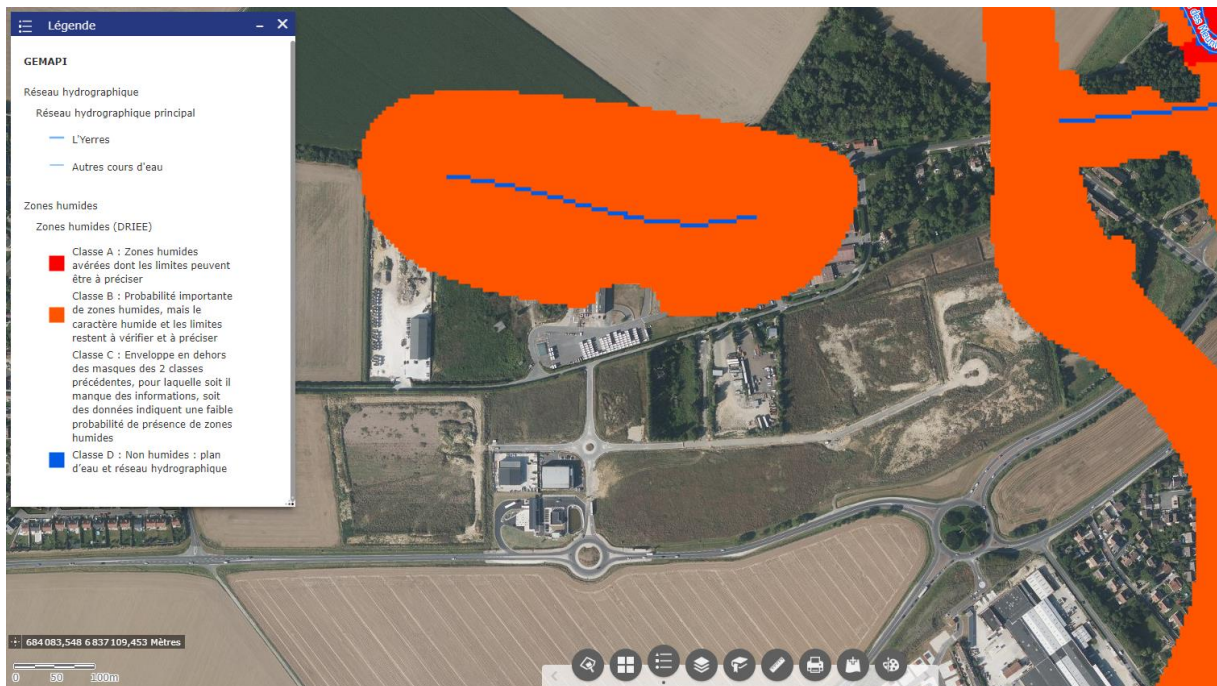 Légende
GEMAPI
Réseau hydrographique
Réseau hydrographique principal
L'Yerres
Autres cours d'eau
Zones humides
Zones humides (DRIEE)
Classe A : Zones humides
avérées dont les limites peuvent
être à préciser
Classe B : Probabilité importante
de zones humides, mais le
caractère humide et les limites
restent à vérifier et à préciser
Classe C : Enveloppe en dehors
des masques des 2 classes
précédentes, pour laquelle soit il
manque des informations, soit
des données indiquent une faible
probabilité de présence de zones
humides
Classe D : Non humides : plan
d'eau et réseau hydrographique
684 083,548 6 837 109,453 Mètres
0 50 100m